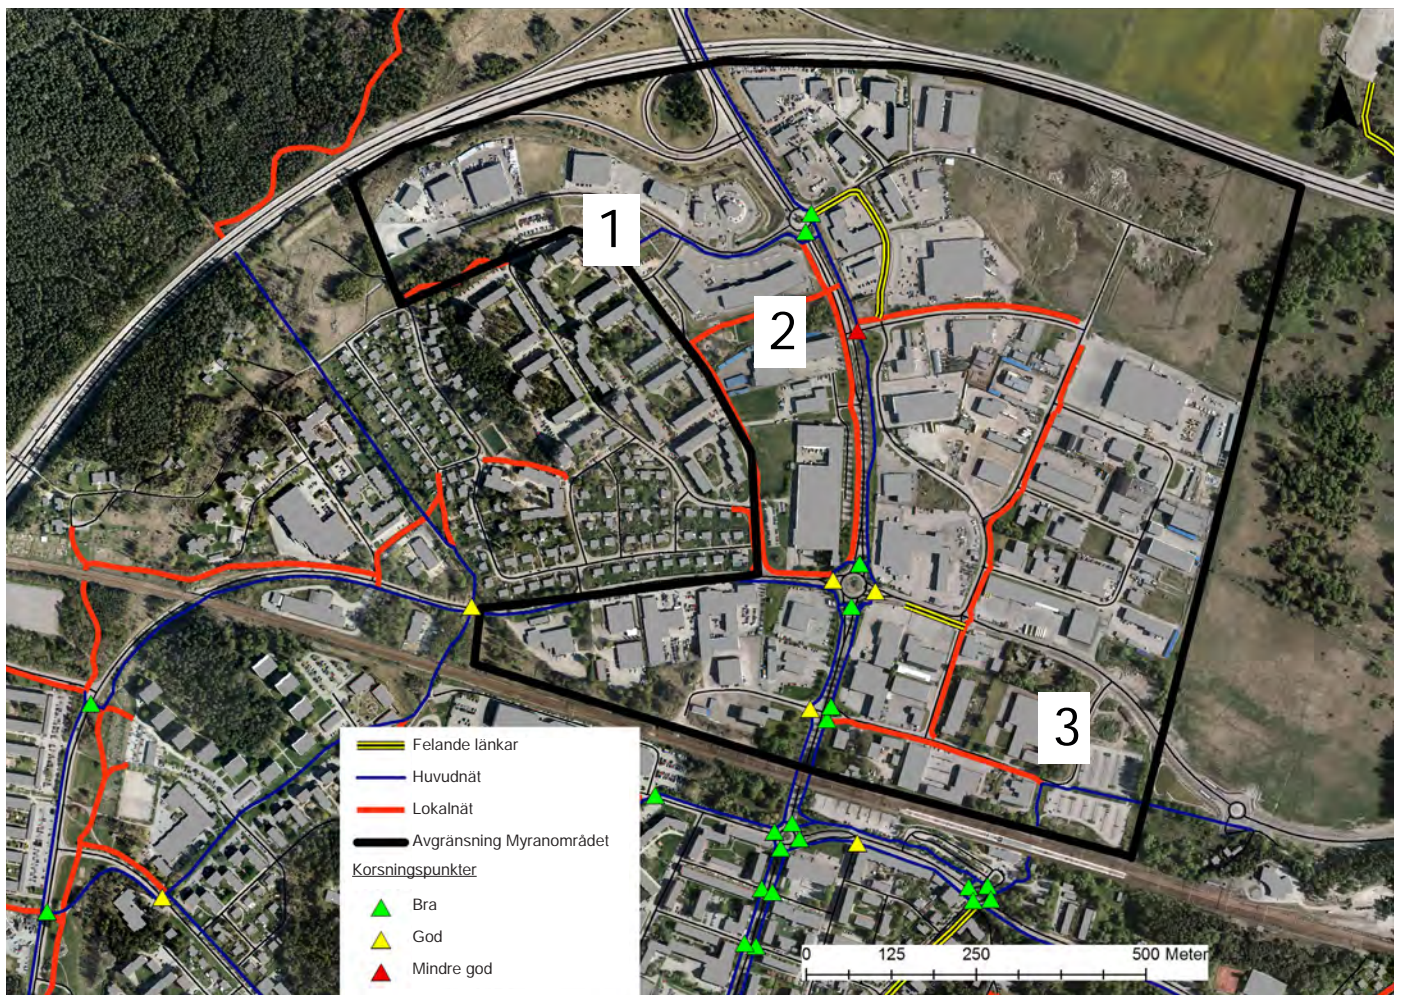 1
2
3
Felande länkar
Huvudnät
Lokalnät
Avgränsning Myranområdet
Korsningspunkter
Bra
God
Mindre god
0 125 250 500 Meter